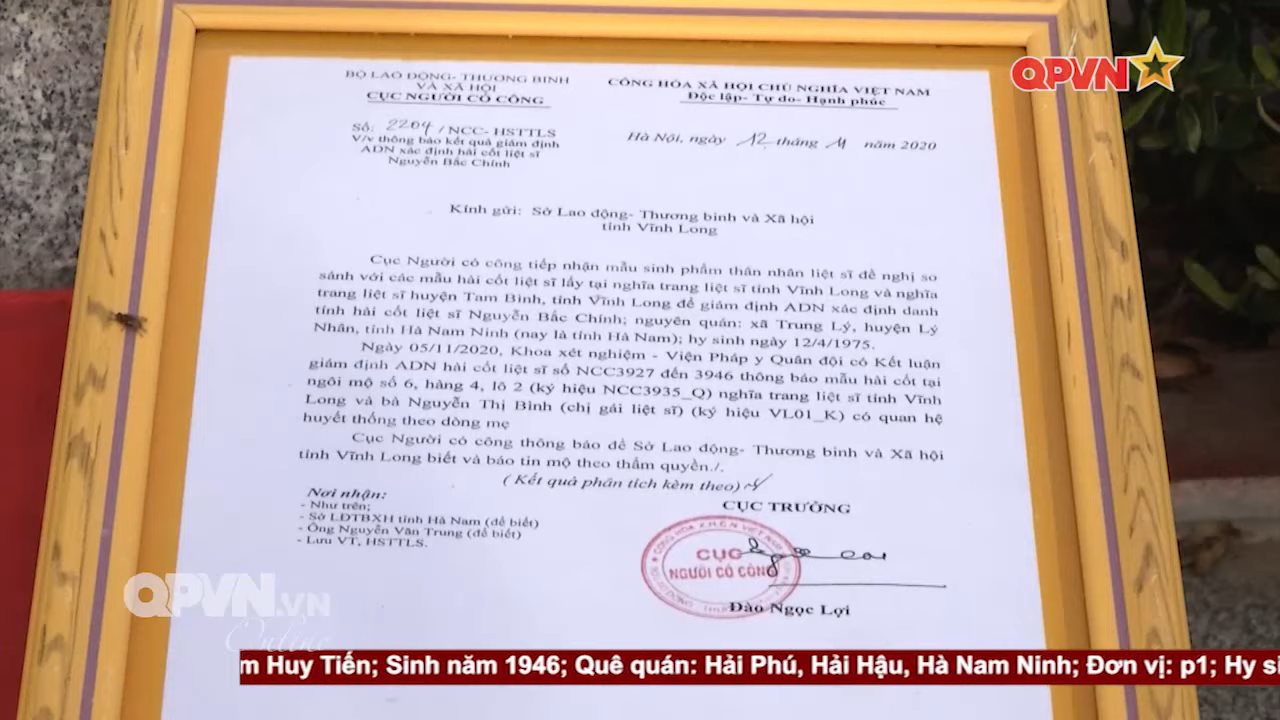 QPVN
BỘ LAO ĐỘNG- THƯƠNG BINH
VÀ XÃ HỘI
CỤC NGƯỜI CÓ CÔNG
CỘNG HÒA XÃ HỘI CHỦ NGHĨA VIỆT NAM
Độc lập- Tự do- Hạnh phúc
Số: 2204/NCC- HSTTLS
V/v thông báo kết quả giám định
ADN xác định hài cốt liệt sĩ
Nguyễn Bắc Chính
Hà Nội, ngày 12 tháng 11 năm 2020
Kính gửi: Sở Lao động- Thương binh và Xã hội
tỉnh Vĩnh Long
Cục Người có công tiếp nhận mẫu sinh phẩm thân nhân liệt sĩ đề nghị so
sánh với các mẫu hài cốt liệt sĩ lấy tại nghĩa trang liệt sĩ tỉnh Vĩnh Long và nghĩa
trang liệt sĩ huyện Tam Bình, tỉnh Vĩnh Long để giám định ADN xác định danh
tính hài cốt liệt sĩ Nguyễn Bắc Chính; nguyên quán: xã Trung Lý, huyện Lý
Nhân, tỉnh Hà Nam Ninh (nay là tỉnh Hà Nam); hy sinh ngày 12/4/1975.
Ngày 05/11/2020, Khoa xét nghiệm - Viện Pháp y Quân đội có Kết luận
giám định ADN hài cốt liệt sĩ số NCC3927 đến 3946 thông báo mẫu hài cốt tại
ngôi mộ số 6, hàng 4, lô 2 (ký hiệu NCC3935_Q) nghĩa trang liệt sĩ tỉnh Vĩnh
Long và bà Nguyễn Thị Bình (chị gái liệt sĩ) (ký hiệu VL01_K) có quan hệ
huyết thống theo dòng mẹ
Cục Người có công thông báo để Sở Lao động- Thương binh và Xã hội
tỉnh Vĩnh Long biết và báo tin mộ theo thẩm quyền./.
(Kết quả phân tích kèm theo)
Nơi nhận:
- Như trên;
- Sở LĐTBXH tỉnh Hà Nam (để biết)
- Ông Nguyễn Văn Trung (để biết)
- Lưu VT, HSTTLS.
CỤC TRƯỞNG
CỤC
NGƯỜI CÓ CÔNG
Đào Ngọc Lợi
QPVN.VN
Online
m Huy Tiến; Sinh năm 1946; Quê quán: Hải Phú, Hải Hậu, Hà Nam Ninh; Đơn vị: p1; Hy si